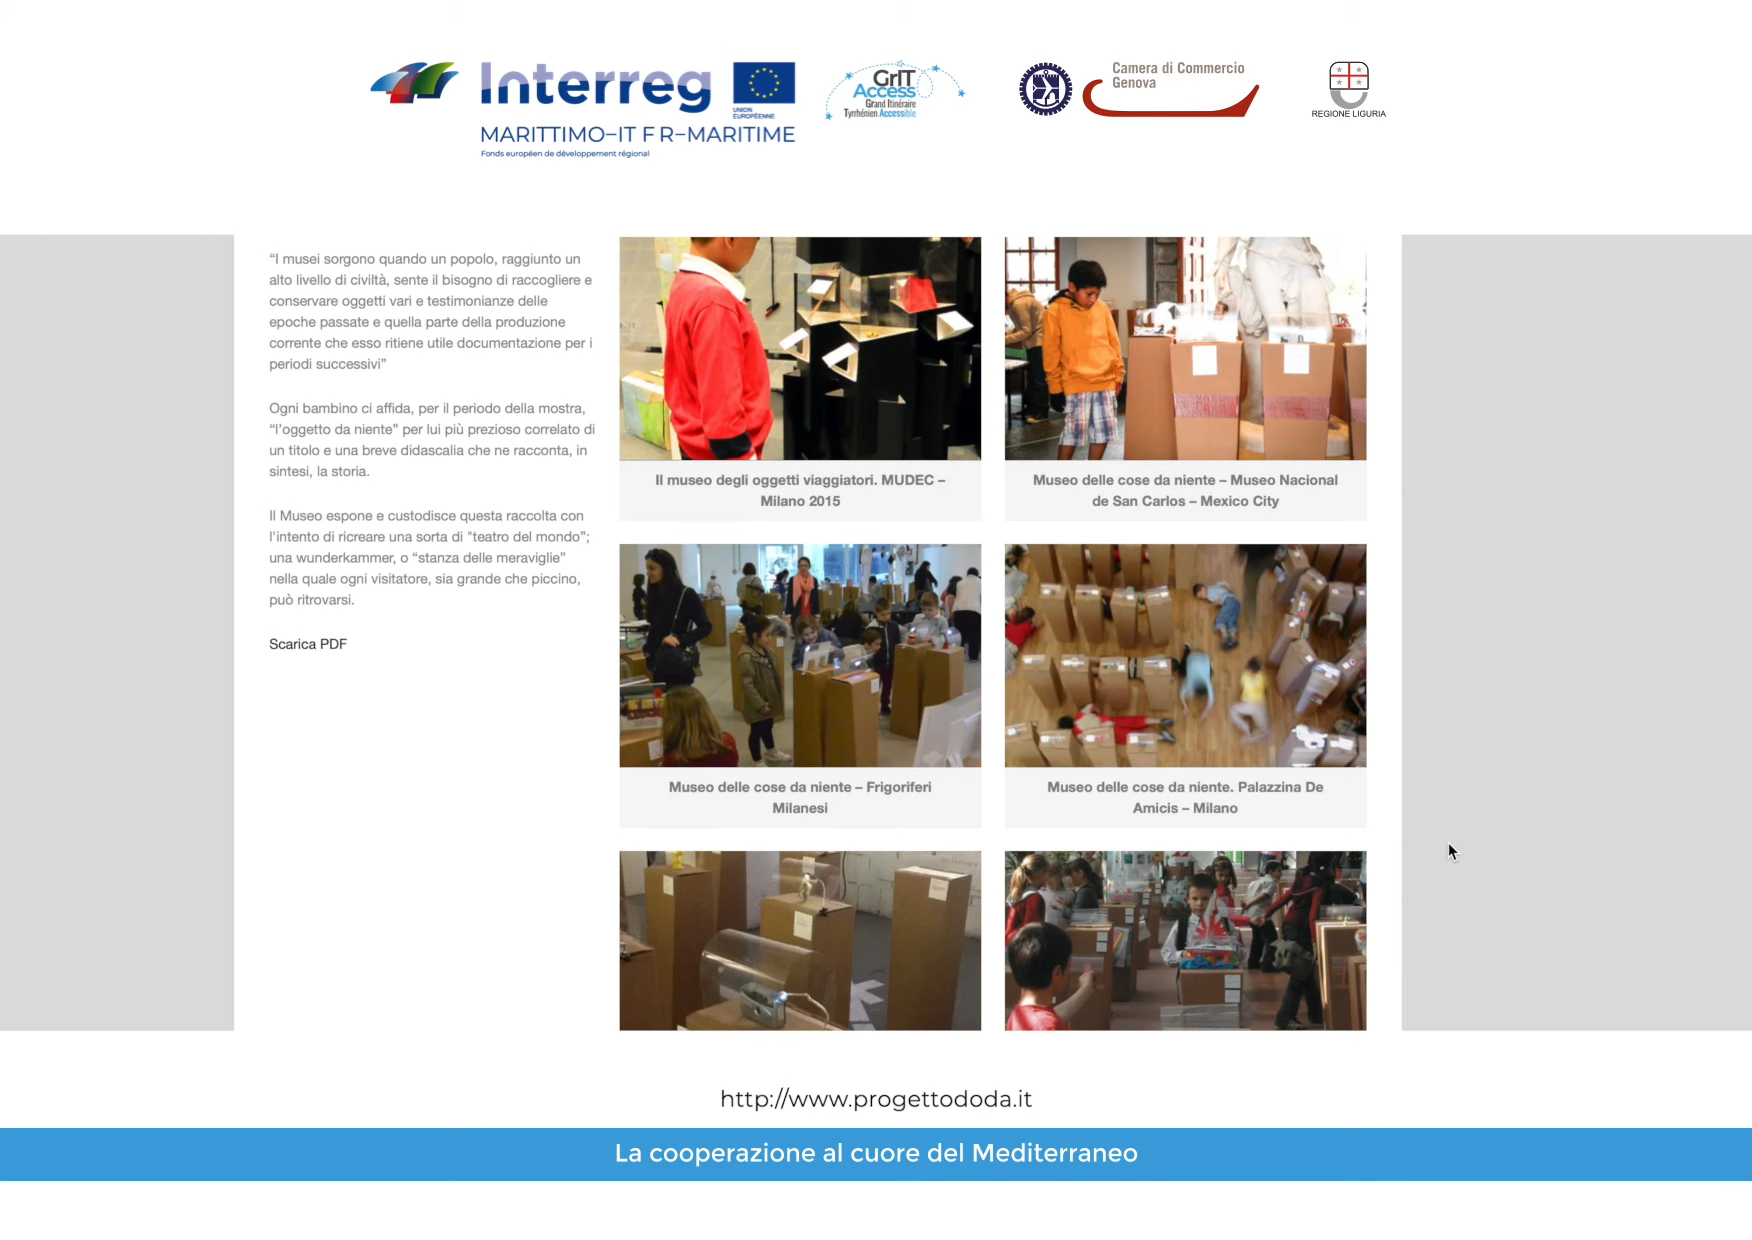 Interreg
UNION
EUROPÉENNE
MARITTIMO-IT FR-MARITIME
Fonds européen de développement régional
GrIT
Access
Grand Itinéraire
Tyrrhénien Accessible
Camera di Commercio
Genova
REGIONE LIGURIA
“I musei sorgono quando un popolo, raggiunto un
alto livello di civiltà, sente il bisogno di raccogliere e
conservare oggetti vari e testimonianze delle
epoche passate e quella parte della produzione
corrente che esso ritiene utile documentazione per i
periodi successivi”
Ogni bambino ci affida, per il periodo della mostra,
“l’oggetto da niente” per lui più prezioso correlato di
un titolo e una breve didascalia che ne racconta, in
sintesi, la storia.
Il Museo espone e custodisce questa raccolta con
l'intento di ricreare una sorta di "teatro del mondo”;
una wunderkammer, o “stanza delle meraviglie”
nella quale ogni visitatore, sia grande che piccino,
può ritrovarsi.
Scarica PDF
Il museo degli oggetti viaggiatori. MUDEC –
Milano 2015
Museo delle cose da niente – Museo Nacional
de San Carlos – Mexico City
Museo delle cose da niente – Frigoriferi
Milanesi
Museo delle cose da niente. Palazzina De
Amicis – Milano
http://www.progettododa.it
La cooperazione al cuore del Mediterraneo